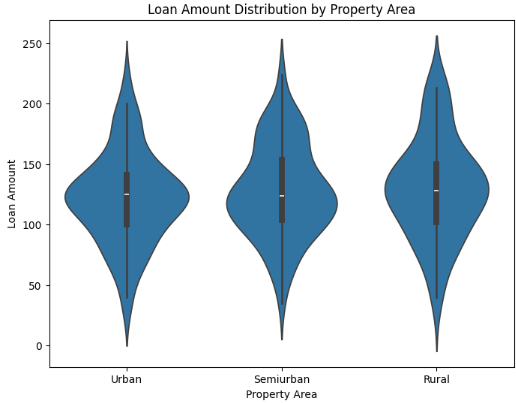 Loan Amount Distribution by Property Area
250
200
150
100
50
0
Loan Amount
Urban
Semiurban
Rural
Property Area